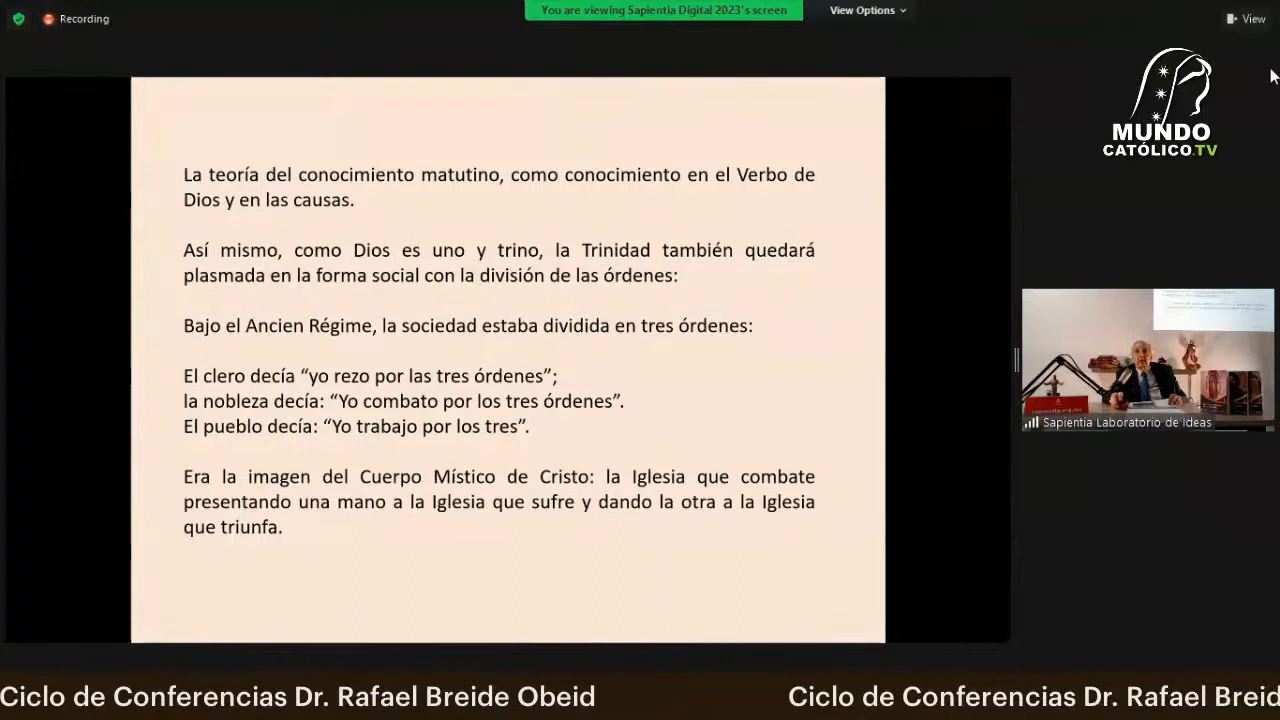 Recording
You are viewing Sapientia Digital 2023's screen
View Options
View
MUNDO
CATÓLICO.TV
La teoría del conocimiento matutino, como conocimiento en el Verbo de
Dios y en las causas.
Así mismo, como Dios es uno y trino, la Trinidad también quedará
plasmada en la forma social con la división de las órdenes:
Bajo el Ancien Régime, la sociedad estaba dividida en tres órdenes:
El clero decía “yo rezo por las tres órdenes”;
la nobleza decía: “Yo combato por los tres órdenes”.
El pueblo decía: “Yo trabajo por los tres”.
Era la imagen del Cuerpo Místico de Cristo: la Iglesia que combate
presentando una mano a la Iglesia que sufre y dando la otra a la Iglesia
que triunfa.
Sapientia Laboratorio de Ideas
Ciclo de Conferencias Dr. Rafael Breide Obeid
Ciclo de Conferencias Dr. Rafael Breid